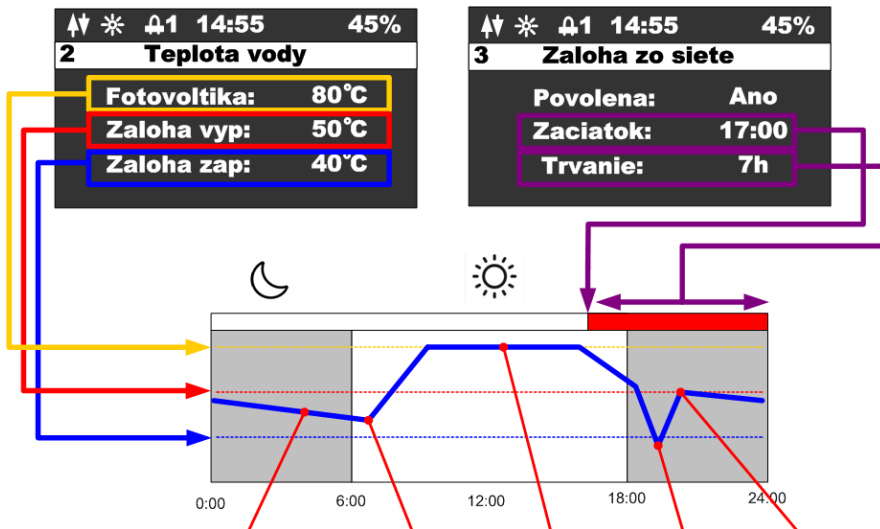 1 14:55 45%
2 Teplota vody
Fotovoltika: 80°C
Zaloha vyp: 50°C
Zaloha zap: 40°C
1 14:55 45%
3 Zaloha zo siete
Povolena: Ano
Zaciatok: 17:00
Trvanie: 7h
0:00 6:00 12:00 18:00 24:00